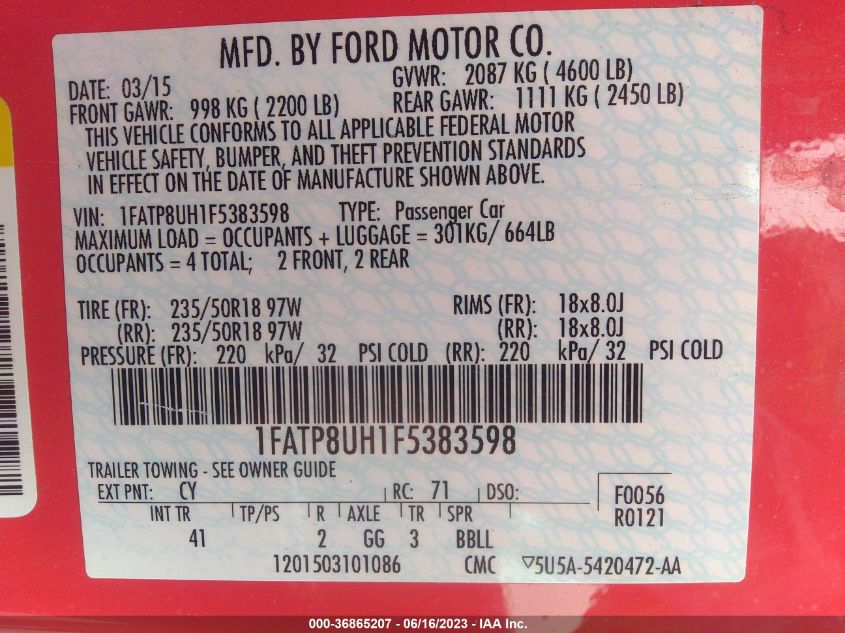 MFD. BY FORD MOTOR CO.
DATE: 03/15 GVWR: 2087 KG ( 4600 LB)
FRONT GAWR: 998 KG ( 2200 LB) REAR GAWR: 1111 KG ( 2450 LB)
THIS VEHICLE CONFORMS TO ALL APPLICABLE FEDERAL MOTOR
VEHICLE SAFETY, BUMPER, AND THEFT PREVENTION STANDARDS
IN EFFECT ON THE DATE OF MANUFACTURE SHOWN ABOVE.
VIN: 1FATP8UH1F5383598 TYPE: Passenger Car
MAXIMUM LOAD = OCCUPANTS + LUGGAGE = 301KG/ 664LB
OCCUPANTS = 4 TOTAL; 2 FRONT, 2 REAR
TIRE (FR): 235/50R18 97W RIMS (FR): 18x8.0J
(RR): 235/50R18 97W (RR): 18x8.0J
PRESSURE (FR): 220 kPa/ 32 PSI COLD (RR): 220 kPa/ 32 PSI COLD
1FATP8UH1F5383598
TRAILER TOWING - SEE OWNER GUIDE
EXT PNT: CY RC: 71 DSO: F0056
INT TR TP/PS R AXLE TR SPR R0121
41 2 GG 3 BBLL
1201503101086 CMC ▽5U5A-5420472-AA
000-36865207 - 06/16/2023 - IAA Inc.